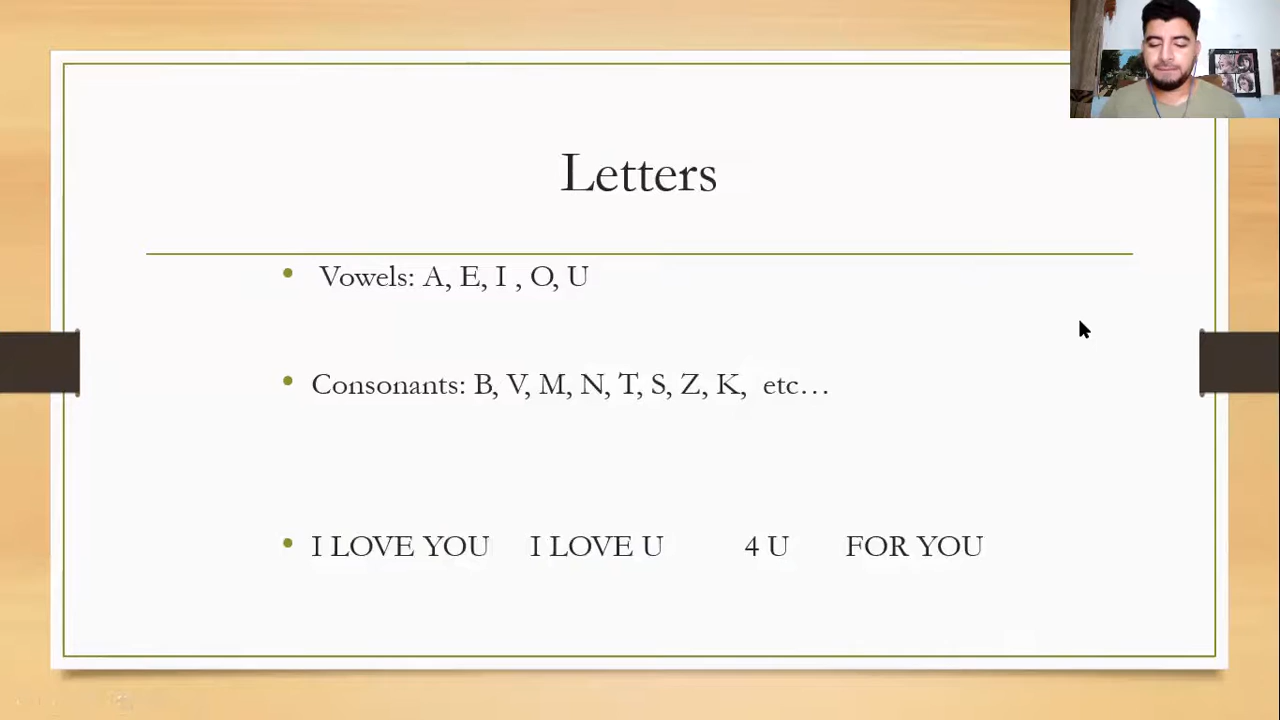 Letters
Vowels: A, E, I , O, U
Consonants: B, V, M, N, T, S, Z, K,  etc…
I LOVE YOU I LOVE U 4 U FOR YOU